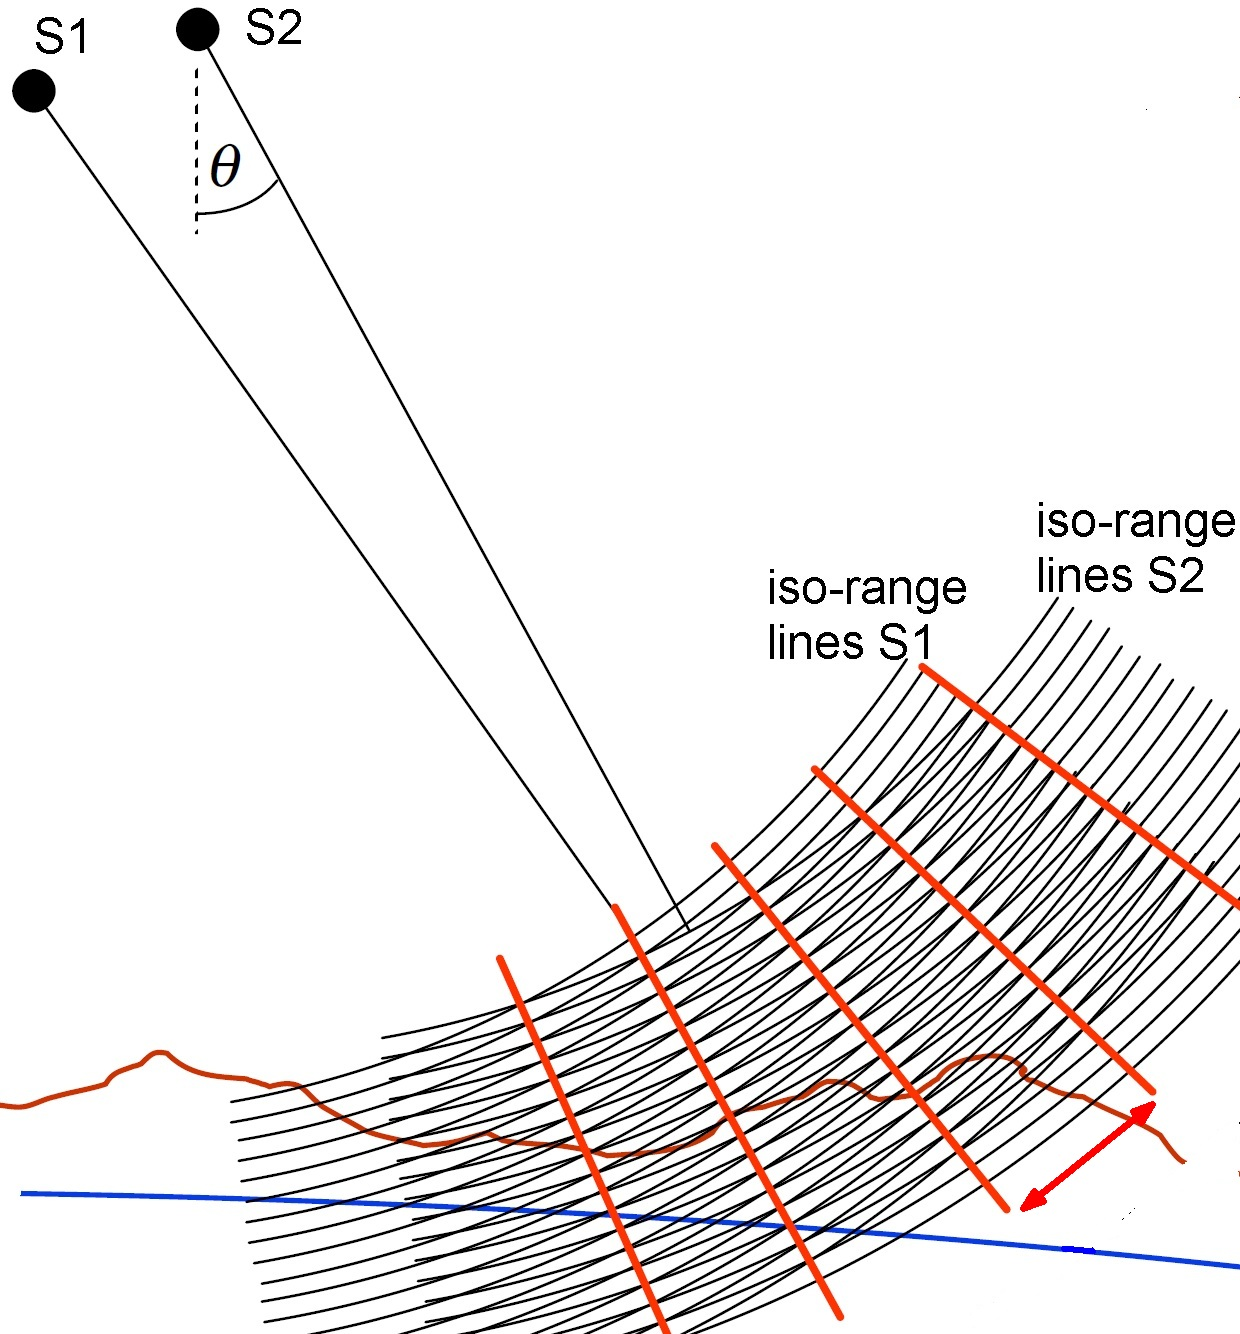 S1
S2
θ
iso-range
lines S2
iso-range
lines S1